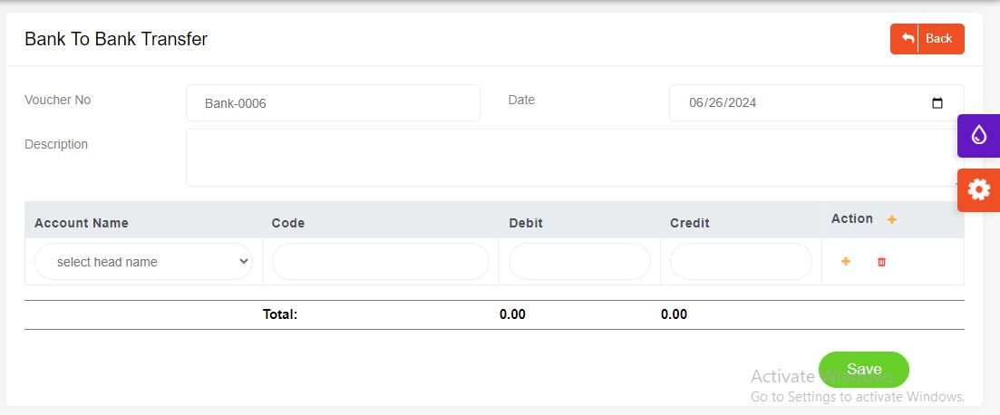 Bank To Bank Transfer
Back
Voucher No
Bank-0006
Date
06/26/2024
Description
Account Name Code Debit Credit Action
select head name
Total: 0.00 0.00
Save
Activate Windows
Go to Settings to activate Windows.